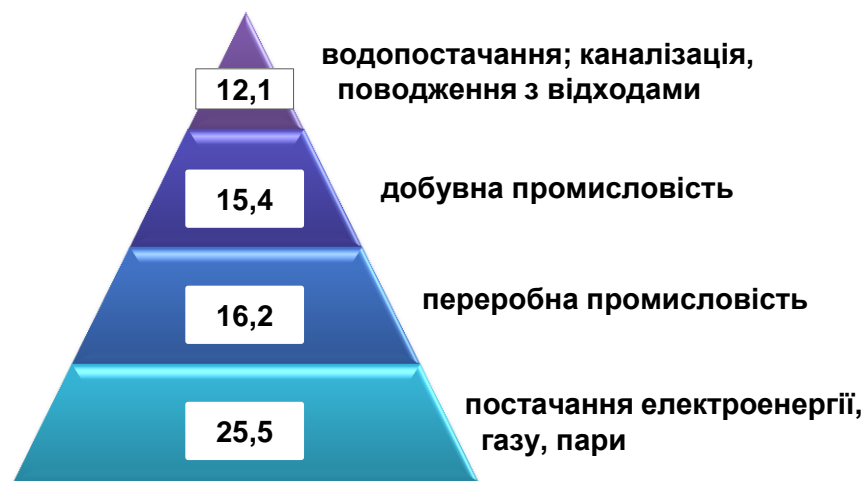 водопостачання; каналізація,
поводження з відходами
12,1
добувна промисловість
15,4
переробна промисловість
16,2
постачання електроенергії,
газу, пари
25,5